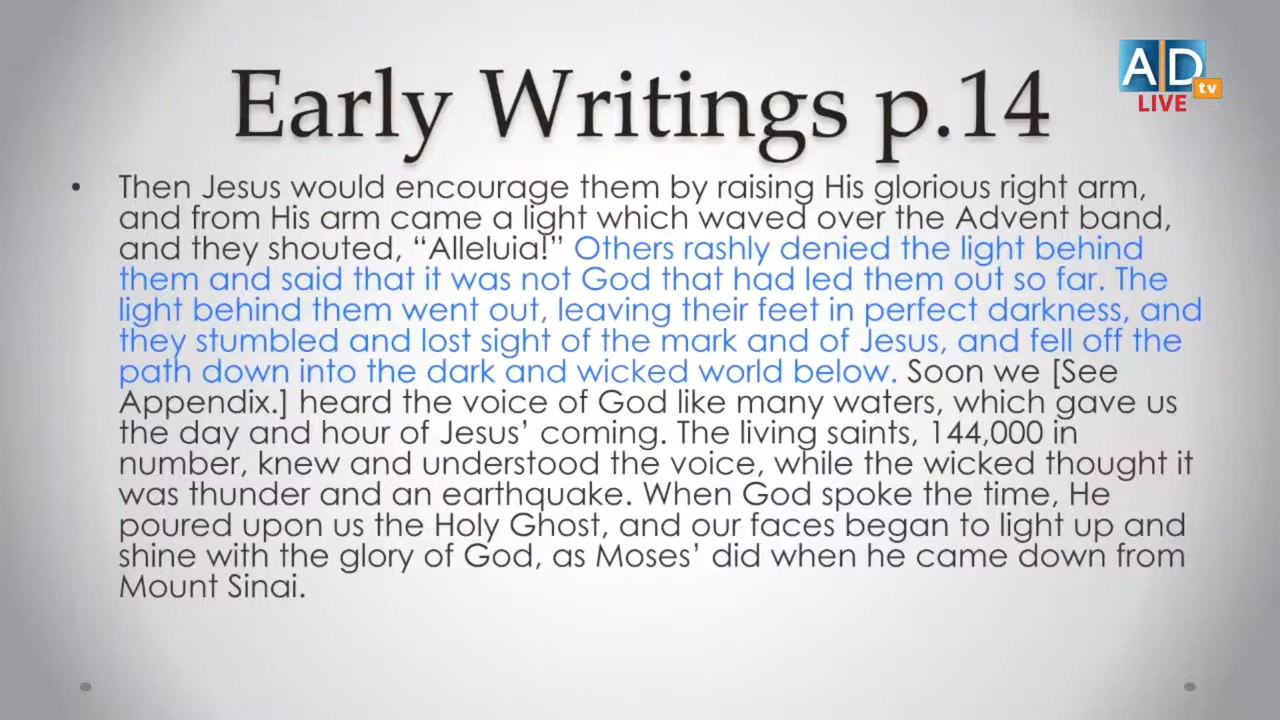 Early Writings p.14
A|D
tv
LIVE
• Then Jesus would encourage them by raising His glorious right arm,
and from His arm came a light which waved over the Advent band,
and they shouted, “Alleluia!” Others rashly denied the light behind
them and said that it was not God that had led them out so far. The
light behind them went out, leaving their feet in perfect darkness, and
they stumbled and lost sight of the mark and of Jesus, and fell off the
path down into the dark and wicked world below. Soon we [See
Appendix.] heard the voice of God like many waters, which gave us
the day and hour of Jesus’ coming. The living saints, 144,000 in
number, knew and understood the voice, while the wicked thought it
was thunder and an earthquake. When God spoke the time, He
poured upon us the Holy Ghost, and our faces began to light up and
shine with the glory of God, as Moses’ did when he came down from
Mount Sinai.